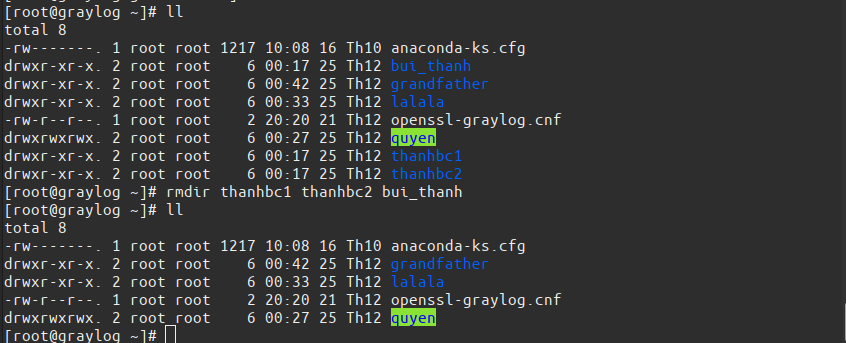 [root@graylog ~]# ll
total 8
-rw-------. 1 root root 1217 10:08 16 Th10 anaconda-ks.cfg
drwxr-xr-x. 2 root root    6 00:17 25 Th12 bui_thanh
drwxr-xr-x. 2 root root    6 00:42 25 Th12 grandfather
drwxr-xr-x. 2 root root    6 00:33 25 Th12 lalala
-rw-r--r--. 1 root root    2 20:20 21 Th12 openssl-graylog.cnf
drwxrwxrwx. 2 root root    6 00:27 25 Th12 quyen
drwxr-xr-x. 2 root root    6 00:17 25 Th12 thanhbc1
drwxr-xr-x. 2 root root    6 00:17 25 Th12 thanhbc2
[root@graylog ~]# rmdir thanhbc1 thanhbc2 bui_thanh
[root@graylog ~]# ll
total 8
-rw-------. 1 root root 1217 10:08 16 Th10 anaconda-ks.cfg
drwxr-xr-x. 2 root root    6 00:42 25 Th12 grandfather
drwxr-xr-x. 2 root root    6 00:33 25 Th12 lalala
-rw-r--r--. 1 root root    2 20:20 21 Th12 openssl-graylog.cnf
drwxrwxrwx. 2 root root    6 00:27 25 Th12 quyen
[root@graylog ~]#